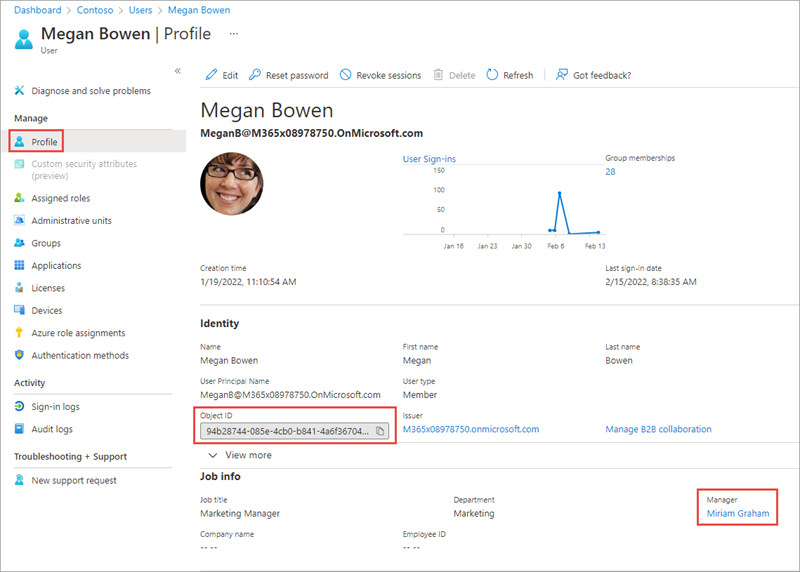 Dashboard > Contoso > Users > Megan Bowen
Megan Bowen | Profile ...
User
«
Diagnose and solve problems
Manage
Profile
Custom security attributes
(preview)
Assigned roles
Administrative units
Groups
Applications
Licenses
Devices
Azure role assignments
Authentication methods
Activity
Sign-in logs
Audit logs
Troubleshooting + Support
New support request
Edit Reset password Revoke sessions Delete Refresh Got feedback?
Megan Bowen
MeganB@M365x08978750.OnMicrosoft.com
User Sign-ins
150
100
50
0
Jan 16 Jan 23 Jan 30 Feb 6 Feb 13
Group memberships
28
Creation time
1/19/2022, 11:10:54 AM
Last sign-in date
2/15/2022, 8:38:35 AM
Identity
Name First name Last name
Megan Bowen Megan Bowen
User Principal Name User type
MeganB@M365x08978750.OnMicrosoft.com Member
Object ID Issuer
94b28744-085e-4cb0-b841-4a6f36704... M365x08978750.onmicrosoft.com Manage B2B collaboration
View more
Job info
Job title Department Manager
Marketing Manager Marketing Miriam Graham
Company name Employee ID
-- -- -- --